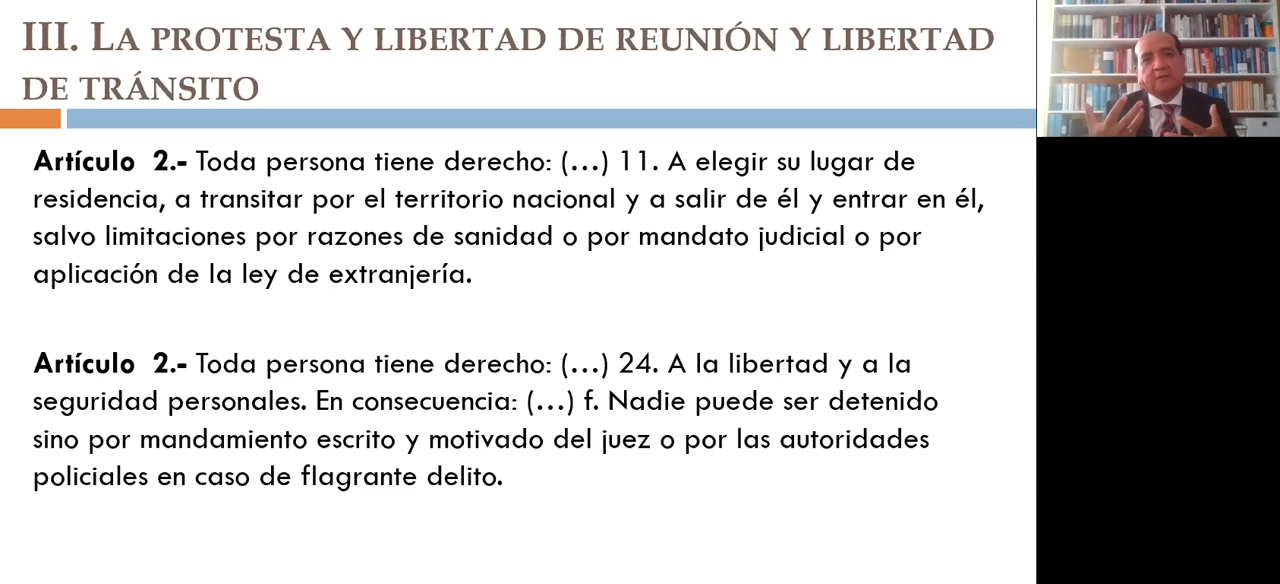 III. LA PROTESTA Y LIBERTAD DE REUNIÓN Y LIBERTAD
DE TRÁNSITO
Artículo 2.- Toda persona tiene derecho: (...) 11. A elegir su lugar de
residencia, a transitar por el territorio nacional y a salir de él y entrar en él,
salvo limitaciones por razones de sanidad o por mandato judicial o por
aplicación de la ley de extranjería.
Artículo 2.- Toda persona tiene derecho: (...) 24. A la libertad y a la
seguridad personales. En consecuencia: (...) f. Nadie puede ser detenido
sino por mandamiento escrito y motivado del juez o por las autoridades
policiales en caso de flagrante delito.